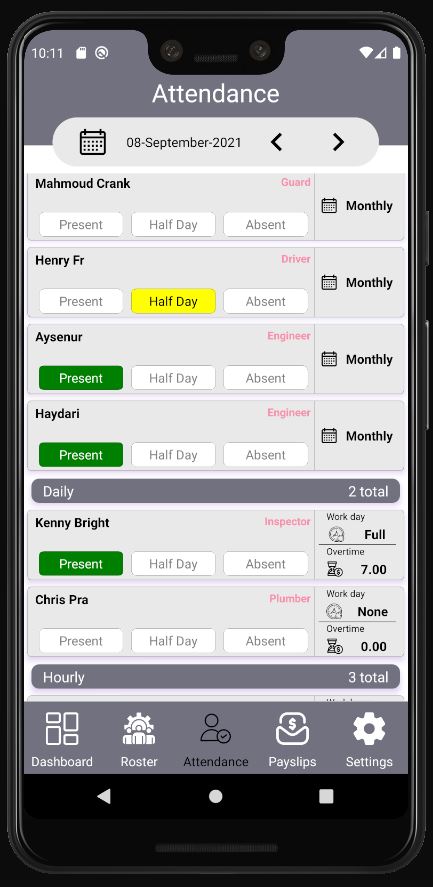 10:11
Attendance
08-September-2021
Mahmoud Crank Guard
Monthly
Present Half Day Absent
Henry Fr Driver
Monthly
Present Half Day Absent
Aysenur Engineer
Monthly
Present Half Day Absent
Haydari Engineer
Monthly
Present Half Day Absent
Daily 2 total
Kenny Bright Inspector
Work day
Full
Present Half Day Absent
Overtime
7.00
Chris Pra Plumber
Work day
None
Present Half Day Absent
Overtime
0.00
Hourly 3 total
Dashboard Roster Attendance Payslips Settings